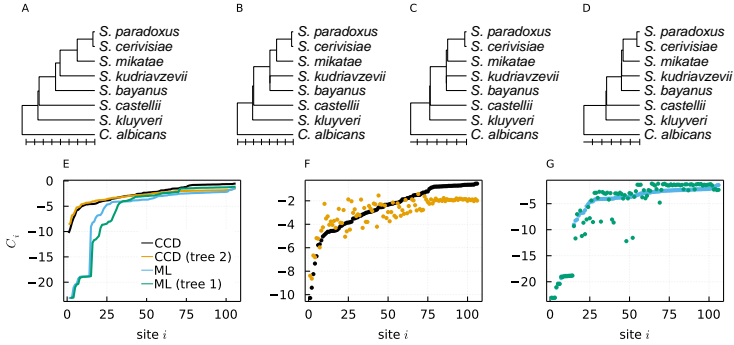 A
S. paradoxus
S. cerivisiae
S. mikatae
S. kudriavzevii
S. bayanus
S. castellii
S. kluyveri
C. albicans
B
S. paradoxus
S. cerivisiae
S. mikatae
S. kudriavzevii
S. bayanus
S. castellii
S. kluyveri
C. albicans
C
S. paradoxus
S. cerivisiae
S. mikatae
S. kudriavzevii
S. bayanus
S. castellii
S. kluyveri
C. albicans
D
S. paradoxus
S. cerivisiae
S. mikatae
S. kudriavzevii
S. bayanus
S. castellii
S. kluyveri
C. albicans
E
0
−5
−10
−15
−20
C_i
CCD
CCD (tree 2)
ML
ML (tree 1)
0 25 50 75 100
site i
F
−2
−4
−6
−8
−10
0 25 50 75 100
site i
G
−5
−10
−15
−20
0 25 50 75 100
site i